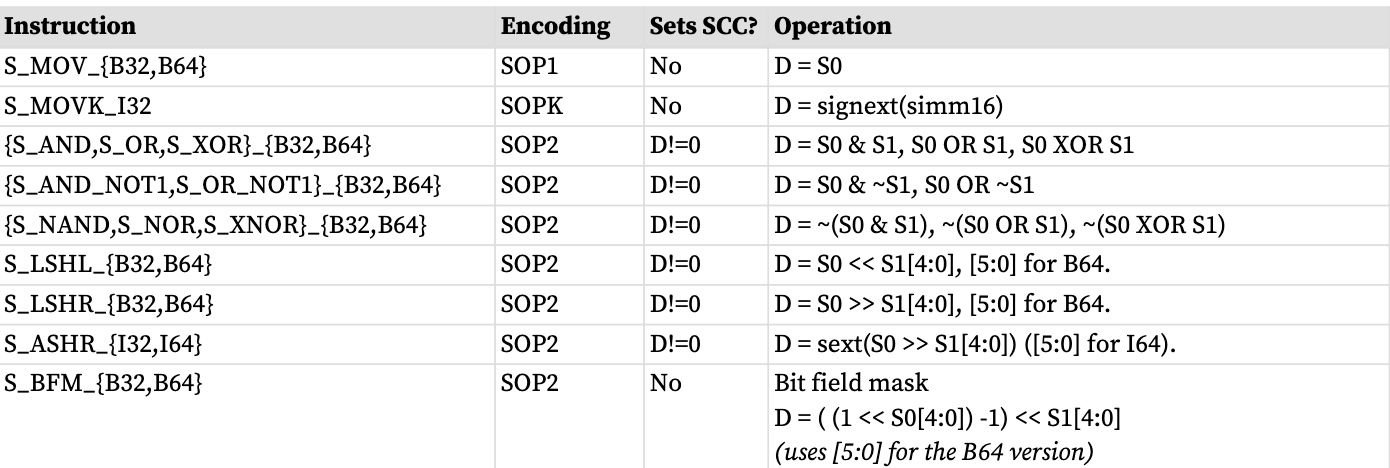 Instruction Encoding Sets SCC? Operation
S_MOV_{B32,B64} SOP1 No D = S0
S_MOVK_I32 SOPK No D = signext(simm16)
{S_AND,S_OR,S_XOR}_{B32,B64} SOP2 D!=0 D = S0 & S1, S0 OR S1, S0 XOR S1
{S_AND_NOT1,S_OR_NOT1}_{B32,B64} SOP2 D!=0 D = S0 & ~S1, S0 OR ~S1
{S_NAND,S_NOR,S_XNOR}_{B32,B64} SOP2 D!=0 D = ~(S0 & S1), ~(S0 OR S1), ~(S0 XOR S1)
S_LSHL_{B32,B64} SOP2 D!=0 D = S0 << S1[4:0], [5:0] for B64.
S_LSHR_{B32,B64} SOP2 D!=0 D = S0 >> S1[4:0], [5:0] for B64.
S_ASHR_{I32,I64} SOP2 D!=0 D = sext(S0 >> S1[4:0]) ([5:0] for I64).
S_BFM_{B32,B64} SOP2 No Bit field mask
D = ( (1 << S0[4:0]) -1) << S1[4:0]
(uses [5:0] for the B64 version)